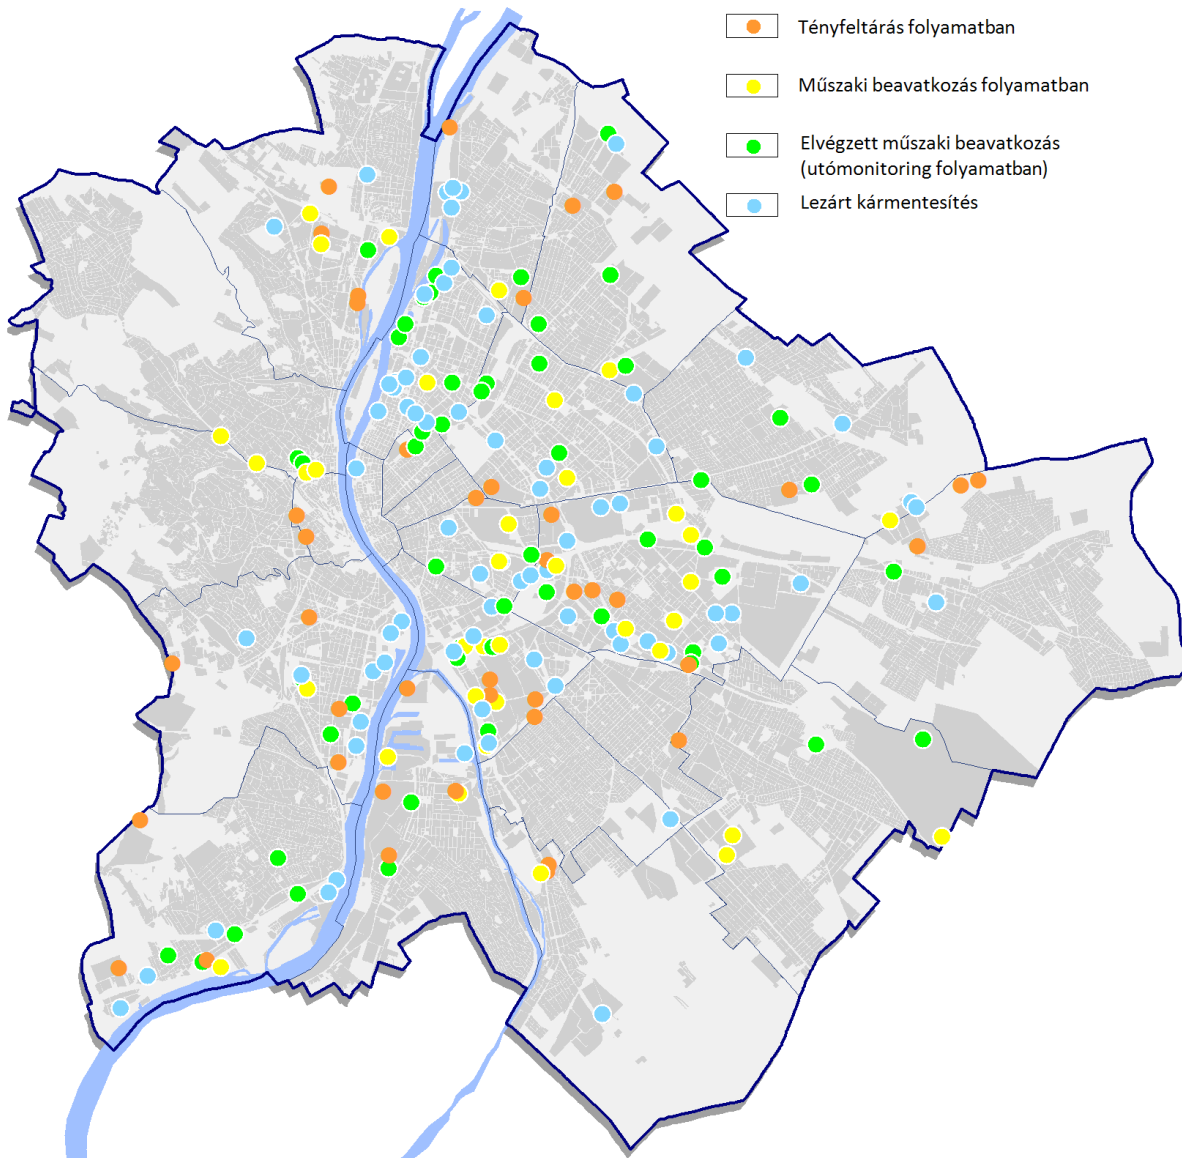 Tényfeltárás folyamatban
Műszaki beavatkozás folyamatban
Elvégzett műszaki beavatkozás
(utómonitoring folyamatban)
Lezárt kármentesítés